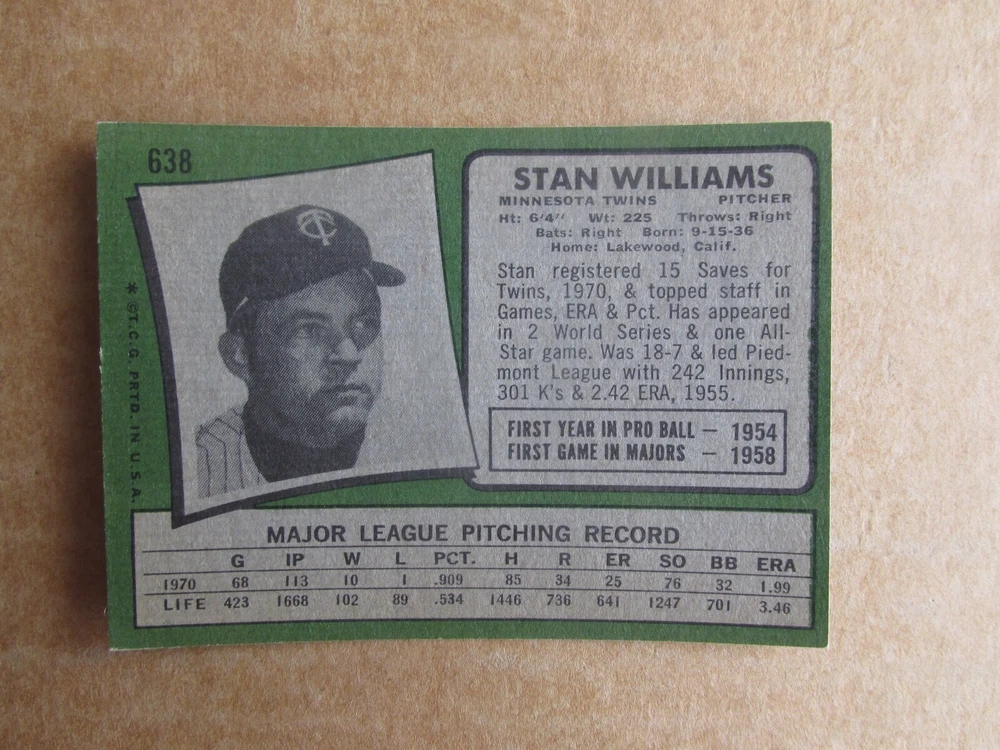 638
TC
* ©T.C.G. PRTD. IN U.S.A.
STAN WILLIAMS
MINNESOTA TWINS PITCHER
Ht: 6'4" Wt: 225 Throws: Right
Bats: Right Born: 9-15-36
Home: Lakewood, Calif.
Stan registered 15 Saves for
Twins, 1970, & topped staff in
Games, ERA & Pct. Has appeared
in 2 World Series & one All-
Star game. Was 18-7 & led Pied-
mont League with 242 Innings,
301 K's & 2.42 ERA, 1955.
FIRST YEAR IN PRO BALL — 1954
FIRST GAME IN MAJORS — 1958
MAJOR LEAGUE PITCHING RECORD
G IP W L PCT. H R ER SO BB ERA
1970 68 113 10 1 .909 85 34 25 76 32 1.99
LIFE 423 1668 102 89 .534 1446 736 641 1247 701 3.46